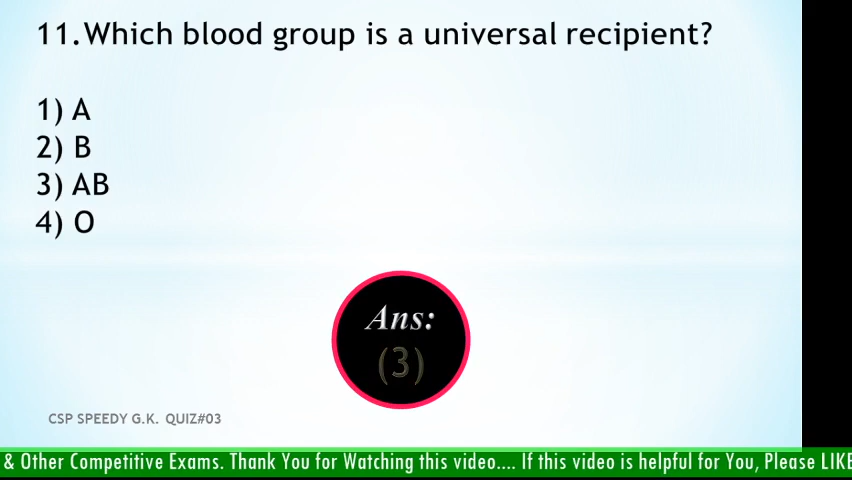 11.Which blood group is a universal recipient?
1) A
2) B
3) AB
4) O
Ans:
(3)
CSP SPEEDY G.K. QUIZ#03
& Other Competitive Exams. Thank You for Watching this video.... If this video is helpful for You, Please LIKE